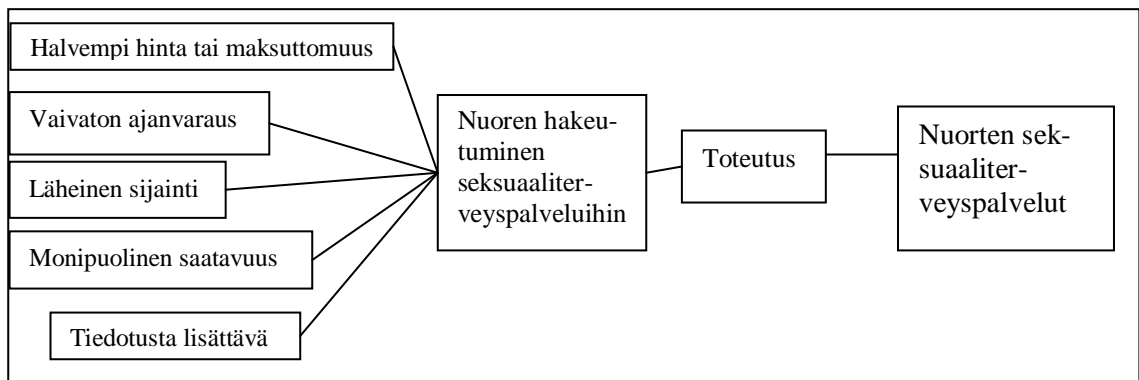 Halvempi hinta tai maksuttomuus
Vaivaton ajanvaraus
Läheinen sijainti
Monipuolinen saatavuus
Tiedotusta lisättävä
Nuoren hakeu-
tuminen
seksuaaliter-
veyspalveluihin
Toteutus
Nuorten sek-
suaaliter-
veyspalvelut